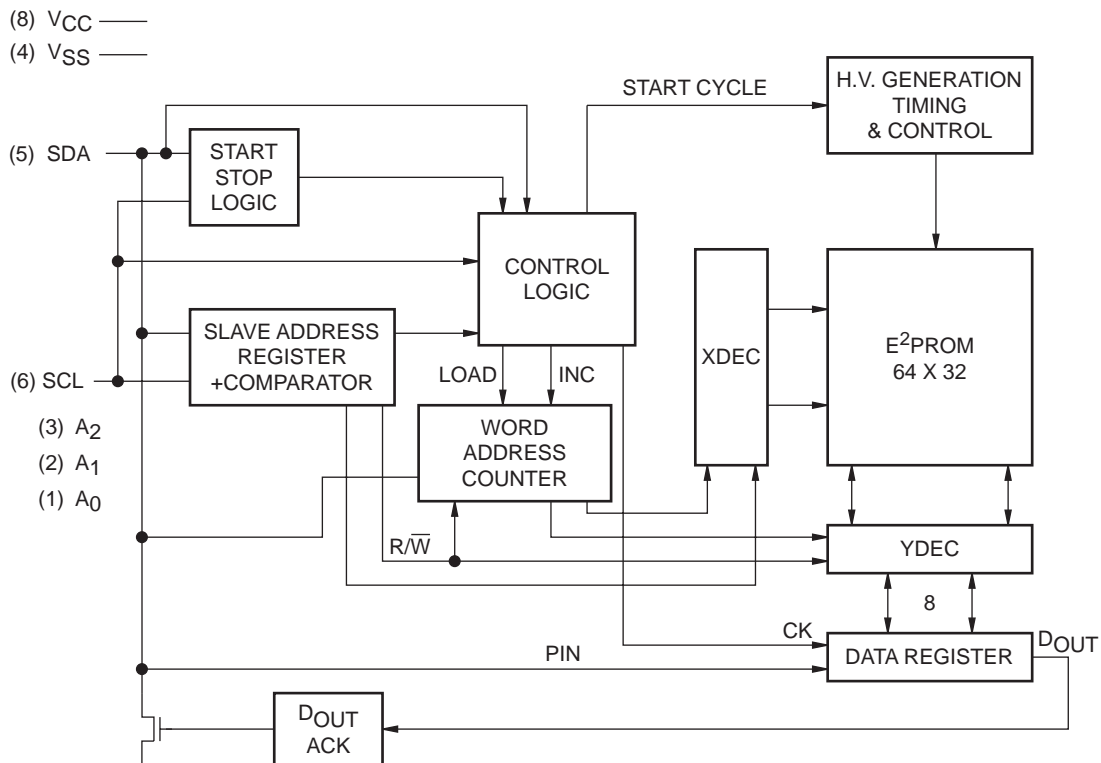 (8) VCC
(4) VSS
START CYCLE
H.V. GENERATION
TIMING
& CONTROL
(5) SDA
START
STOP
LOGIC
CONTROL
LOGIC
SLAVE ADDRESS
REGISTER
+COMPARATOR
XDEC
E²PROM
64 X 32
(6) SCL
LOAD
INC
(3) A2
(2) A1
(1) A0
WORD
ADDRESS
COUNTER
R/W̅
YDEC
8
CK
PIN
DATA REGISTER
DOUT
DOUT
ACK